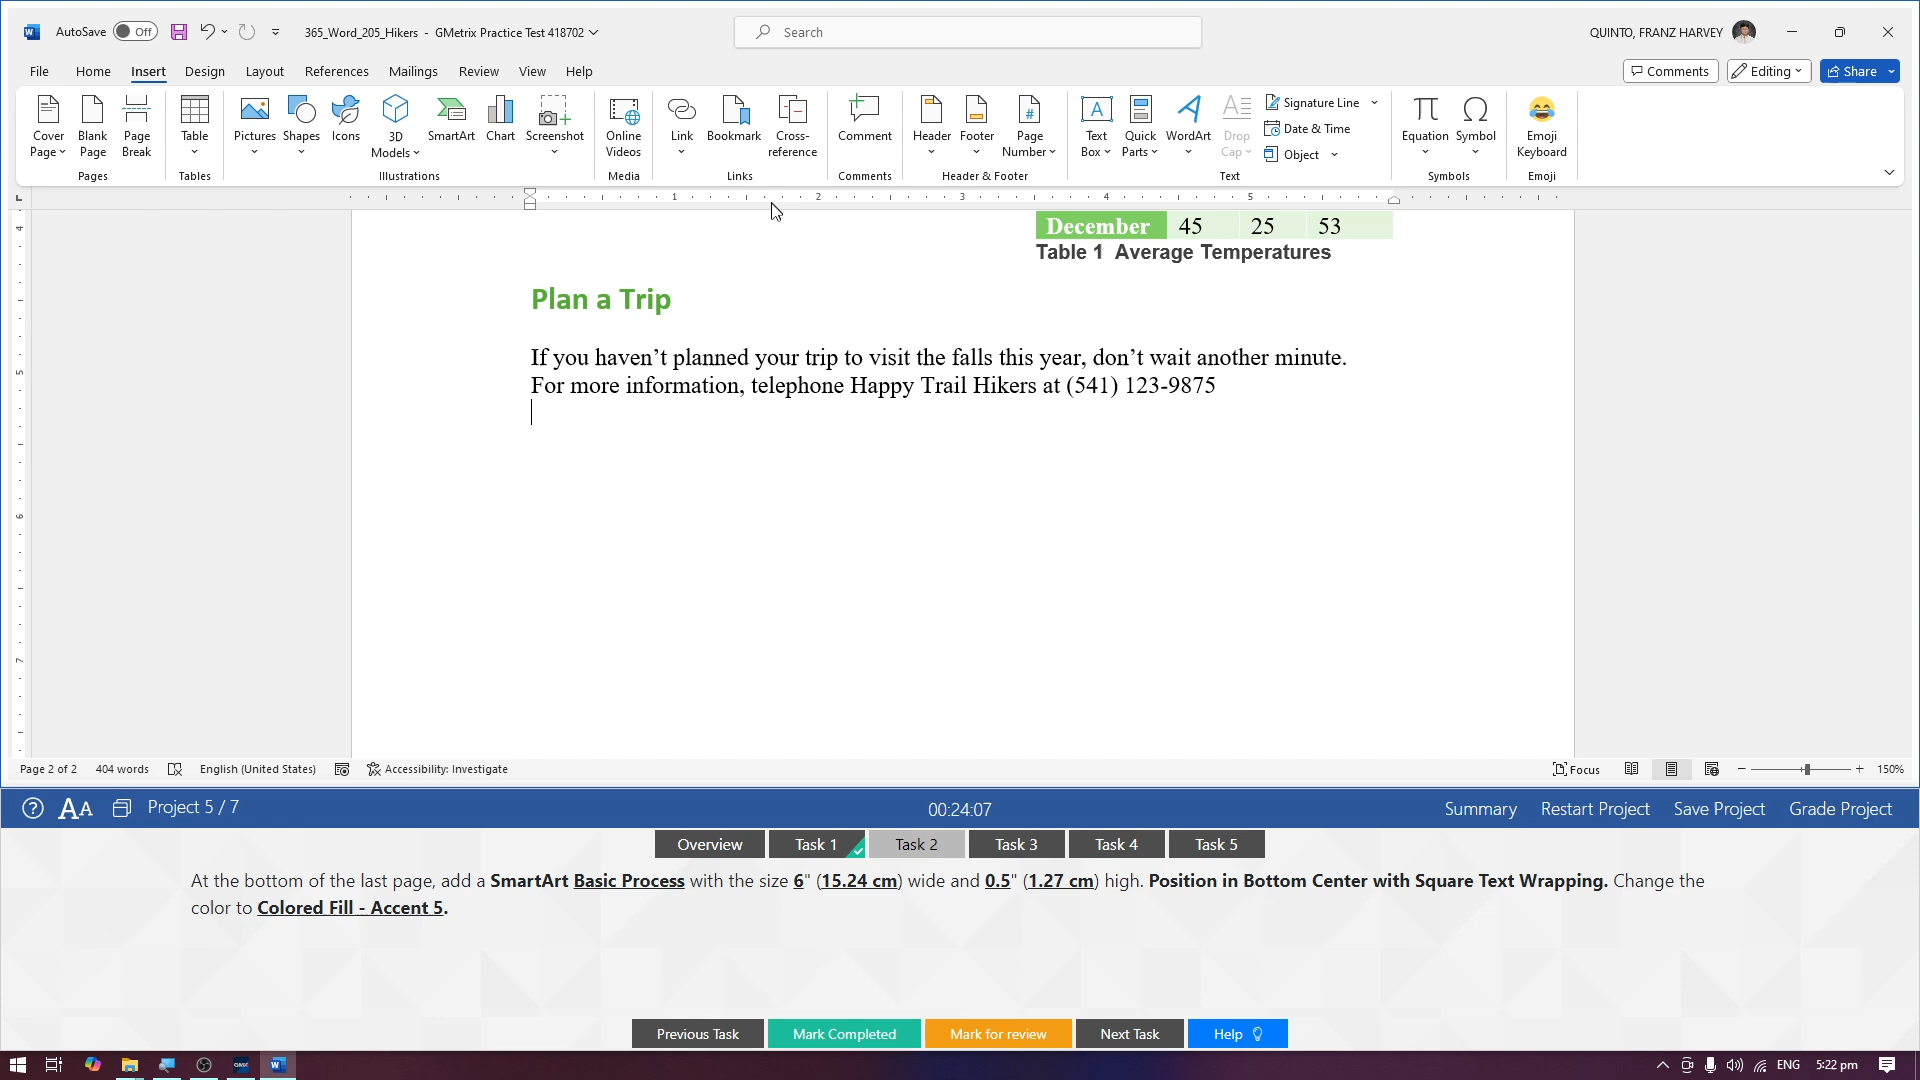 AutoSave Off 365_Word_205_Hikers - GMetrix Practice Test 418702 Search QUINTO, FRANZ HARVEY
File Home Insert Design Layout References Mailings Review View Help Comments Editing Share
Cover Page Blank Page Page Break Table Pictures Shapes Icons 3D Models SmartArt Chart Screenshot Online Videos Link Bookmark Cross-reference Comment Header Footer Page Number Text Box Quick Parts WordArt Drop Cap Signature Line Date & Time Object Equation Symbol Emoji Keyboard
Pages Tables Illustrations Media Links Comments Header & Footer Text Symbols Emoji
1 2 3 4 5
4
5
6
7
December 45 25 53
Table 1 Average Temperatures
Plan a Trip
If you haven’t planned your trip to visit the falls this year, don’t wait another minute.
For more information, telephone Happy Trail Hikers at (541) 123-9875
Page 2 of 2 404 words English (United States) Accessibility: Investigate Focus 150%
AA Project 5 / 7 00:24:07 Summary Restart Project Save Project Grade Project
Overview Task 1 Task 2 Task 3 Task 4 Task 5
At the bottom of the last page, add a SmartArt Basic Process with the size 6" (15.24 cm) wide and 0.5" (1.27 cm) high. Position in Bottom Center with Square Text Wrapping. Change the
color to Colored Fill - Accent 5.
Previous Task Mark Completed Mark for review Next Task Help
ENG 5:22 pm